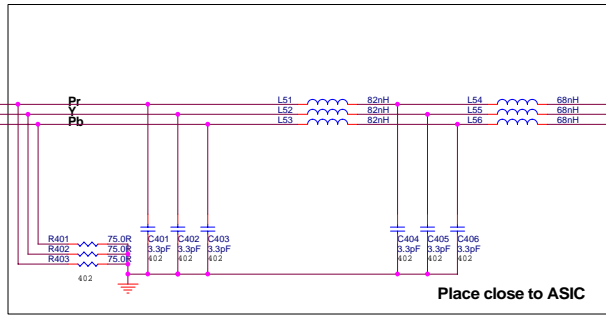 Pr L51 82nH L54 68nH
Y L52 82nH L55 68nH
Pb L53 82nH L56 68nH
R401 75.0R C401 C402 C403 C404 C405 C406
R402 75.0R 3.3pF 3.3pF 3.3pF 3.3pF 3.3pF 3.3pF
R403 75.0R 402 402 402 402 402 402
402
Place close to ASIC